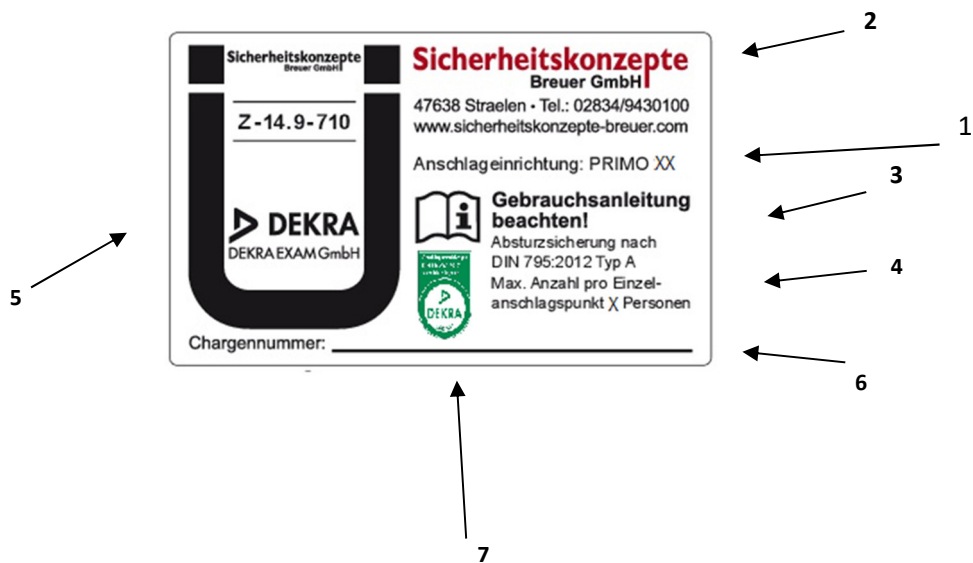 2
Sicherheitskonzepte
Breuer GmbH
Z-14.9-710
DEKRA
DEKRA EXAM GmbH
Sicherheitskonzepte
Breuer GmbH
47638 Straelen • Tel.: 02834/9430100
www.sicherheitskonzepte-breuer.com
1
Anschlageinrichtung: PRIMO XX
3
Gebrauchsanleitung
beachten!
Absturzsicherung nach
DIN 795:2012 Typ A
4
Max. Anzahl pro Einzel-
anschlagspunkt X Personen
DEKRA
5
Chargennummer:
6
7